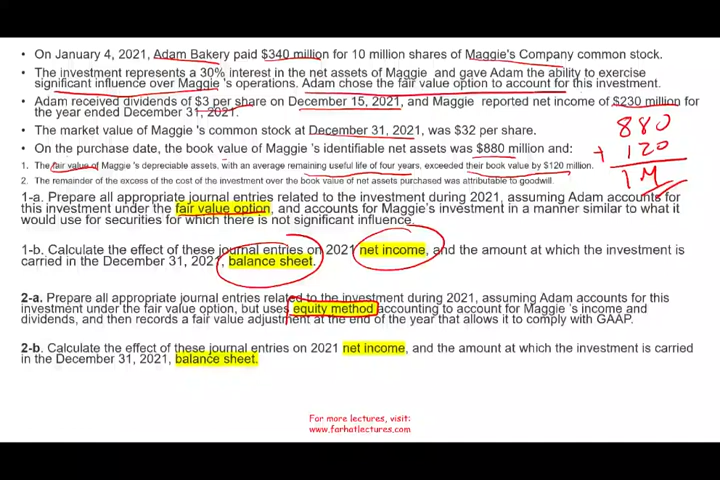 • On January 4, 2021, Adam Bakery paid $340 million for 10 million shares of Maggie's Company common stock.
• The investment represents a 30% interest in the net assets of Maggie and gave Adam the ability to exercise
significant influence over Maggie 's operations. Adam chose the fair value option to account for this investment.
• Adam received dividends of $3 per share on December 15, 2021, and Maggie reported net income of $230 million for
the year ended December 31, 2021.
• The market value of Maggie 's common stock at December 31, 2021, was $32 per share.
• On the purchase date, the book value of Maggie 's identifiable net assets was $880 million and:
1. The fair value of Maggie 's depreciable assets, with an average remaining useful life of four years, exceeded their book value by $120 million.
2. The remainder of the excess of the cost of the investment over the book value of net assets purchased was attributable to goodwill.
880
+ 120
1 M
1-a. Prepare all appropriate journal entries related to the investment during 2021, assuming Adam accounts for
this investment under the fair value option, and accounts for Maggie's investment in a manner similar to what it
would use for securities for which there is not significant influence.
1-b. Calculate the effect of these journal entries on 2021 net income, and the amount at which the investment is
carried in the December 31, 2021, balance sheet.
2-a. Prepare all appropriate journal entries related to the investment during 2021, assuming Adam accounts for this
investment under the fair value option, but uses equity method accounting to account for Maggie 's income and
dividends, and then records a fair value adjustment at the end of the year that allows it to comply with GAAP.
2-b. Calculate the effect of these journal entries on 2021 net income, and the amount at which the investment is carried
in the December 31, 2021, balance sheet.
For more lectures, visit:
www.farhatlectures.com